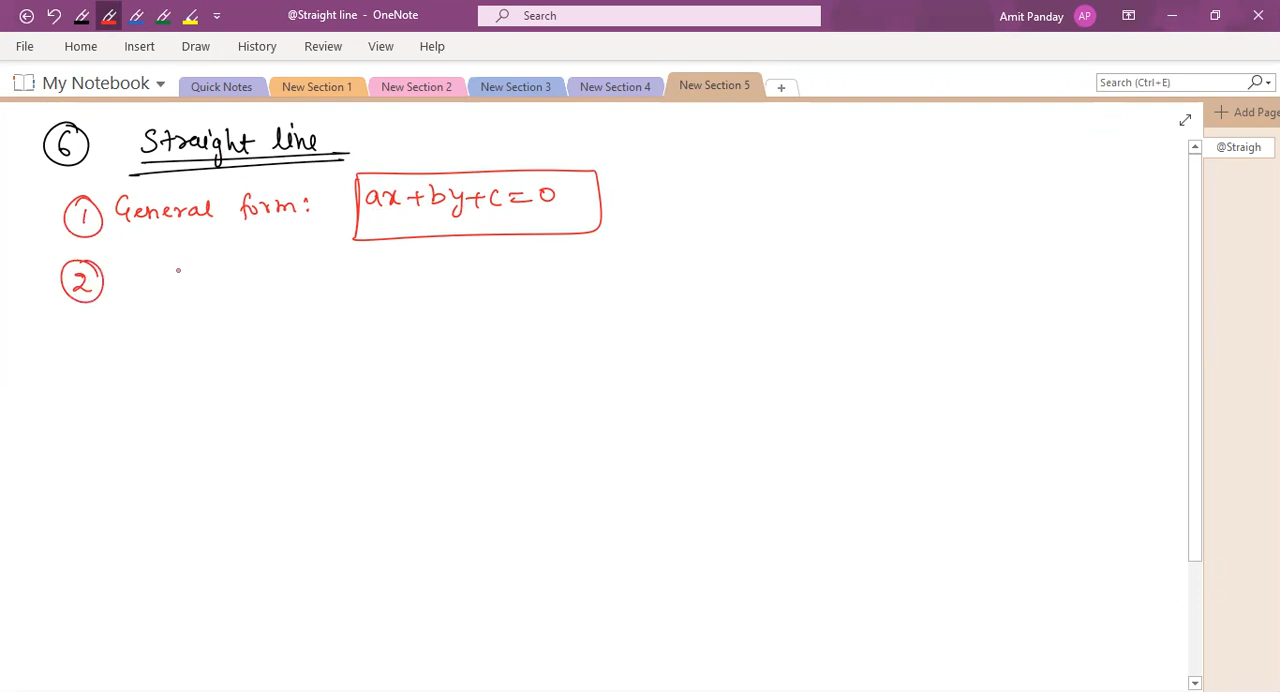 @Straight line - OneNote
Search
Amit Panday
AP
File Home Insert Draw History Research Review View Help
My Notebook
Quick Notes
New Section 1
New Section 2
New Section 3
New Section 4
New Section 5
+
Search (Ctrl+E)
Add Page
@Straigh
6 Straight line
1 General form: ax+by+c=0
2